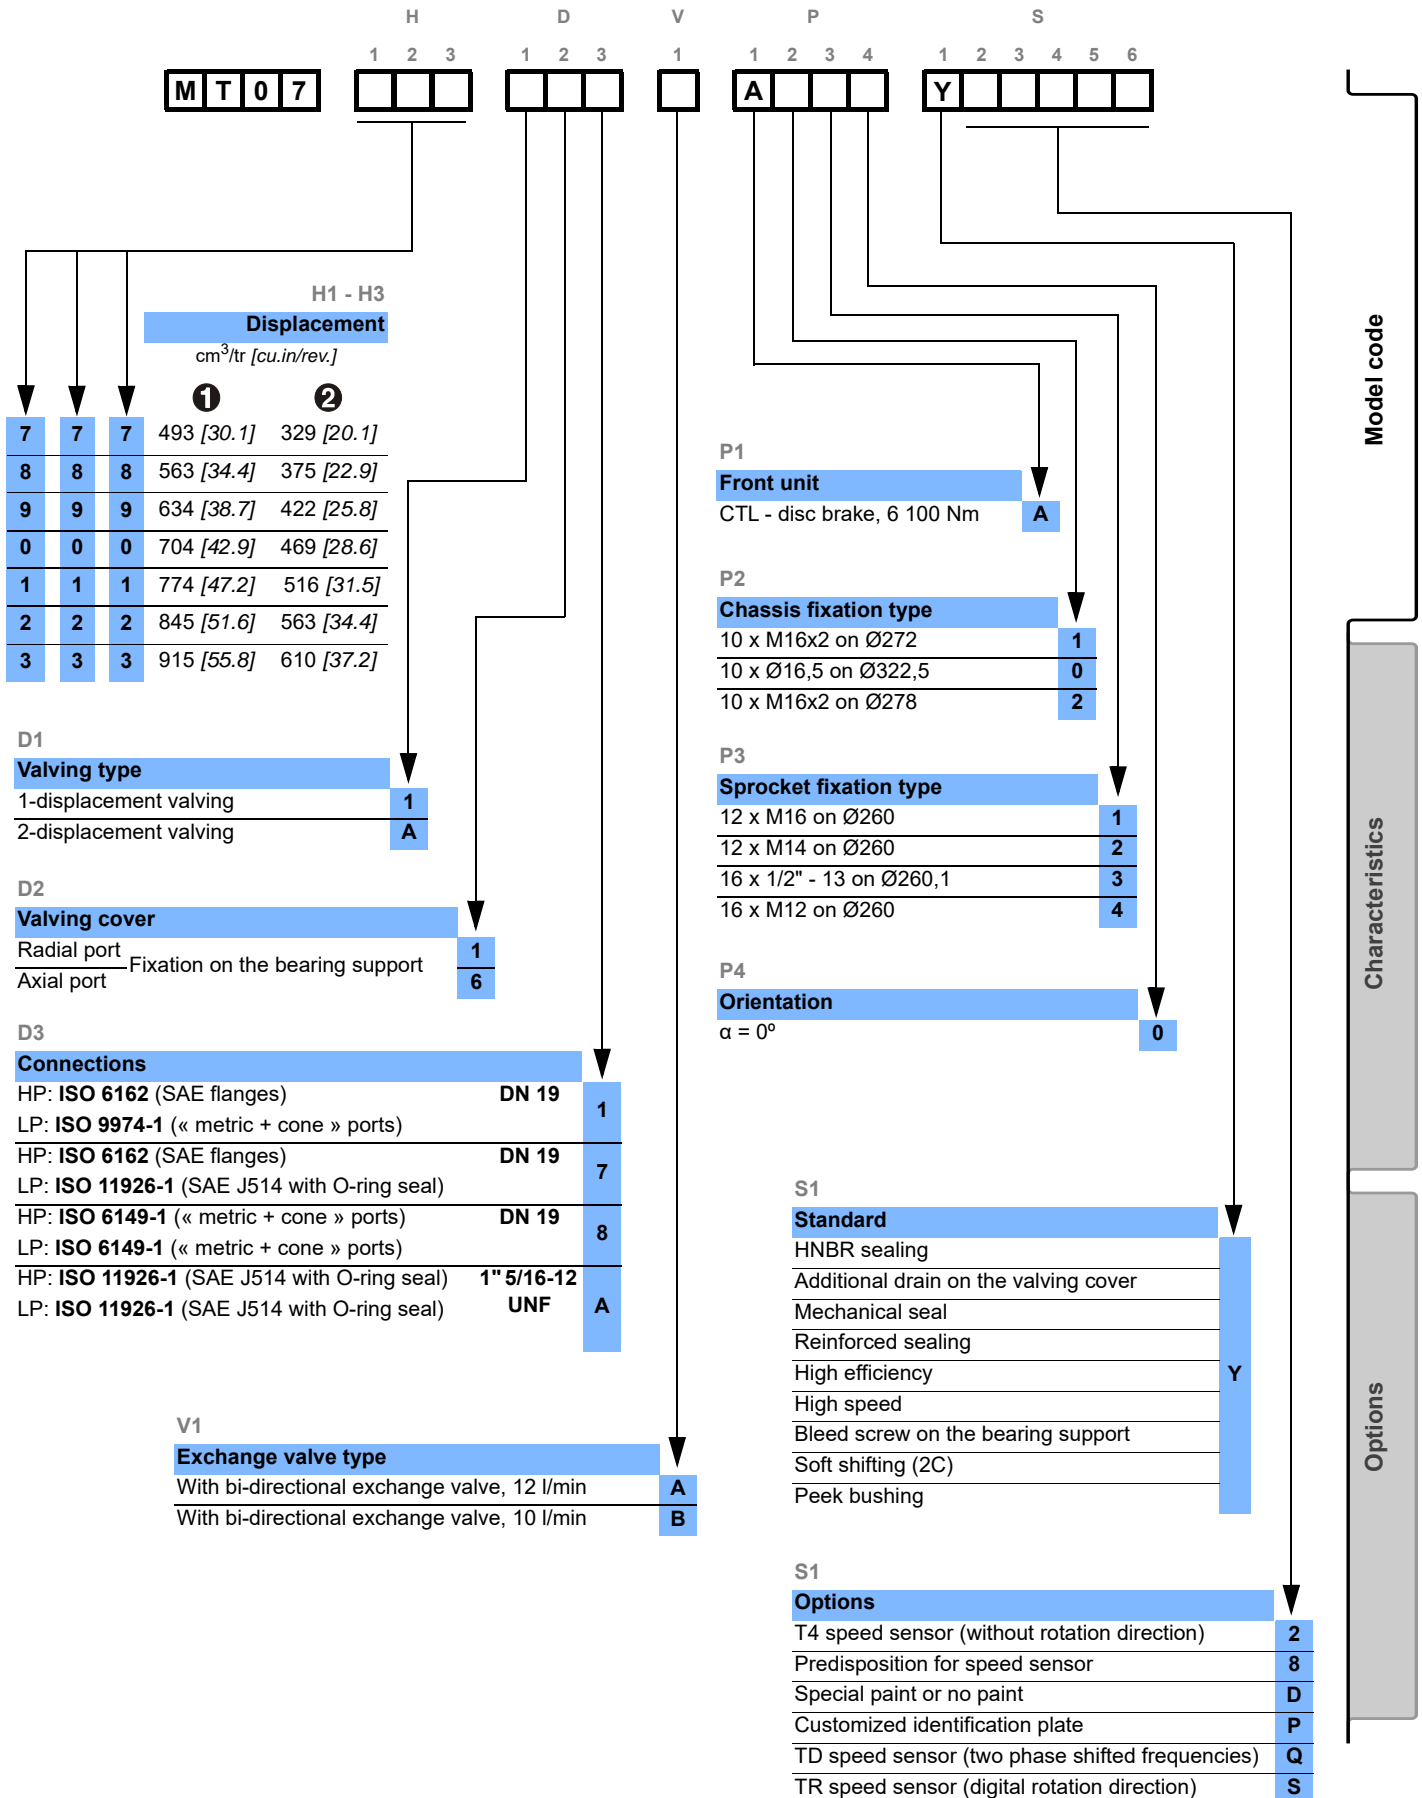 H D V P S
1 2 3 1 2 3 1 1 2 3 4 1 2 3 4 5 6
M T 0 7 A Y
H1 - H3
Displacement
cm3/tr [cu.in/rev.]
1 2
7 7 7 493 [30.1] 329 [20.1]
8 8 8 563 [34.4] 375 [22.9]
9 9 9 634 [38.7] 422 [25.8]
0 0 0 704 [42.9] 469 [28.6]
1 1 1 774 [47.2] 516 [31.5]
2 2 2 845 [51.6] 563 [34.4]
3 3 3 915 [55.8] 610 [37.2]
D1
Valving type
1-displacement valving 1
2-displacement valving A
D2
Valving cover
Radial port 1
Fixation on the bearing support
Axial port 6
D3
Connections
HP: ISO 6162 (SAE flanges) DN 19
1
LP: ISO 9974-1 (« metric + cone » ports)
HP: ISO 6162 (SAE flanges) DN 19
7
LP: ISO 11926-1 (SAE J514 with O-ring seal)
HP: ISO 6149-1 (« metric + cone » ports) DN 19
8
LP: ISO 6149-1 (« metric + cone » ports)
HP: ISO 11926-1 (SAE J514 with O-ring seal) 1" 5/16-12
LP: ISO 11926-1 (SAE J514 with O-ring seal) UNF A
V1
Exchange valve type
With bi-directional exchange valve, 12 l/min A
With bi-directional exchange valve, 10 l/min B
P1
Front unit
CTL - disc brake, 6 100 Nm A
P2
Chassis fixation type
10 x M16x2 on Ø272 1
10 x Ø16,5 on Ø322,5 0
10 x M16x2 on Ø278 2
P3
Sprocket fixation type
12 x M16 on Ø260 1
12 x M14 on Ø260 2
16 x 1/2" - 13 on Ø260,1 3
16 x M12 on Ø260 4
P4
Orientation
α = 0º 0
S1
Standard
HNBR sealing
Additional drain on the valving cover
Mechanical seal
Reinforced sealing
High efficiency Y
High speed
Bleed screw on the bearing support
Soft shifting (2C)
Peek bushing
S1
Options
T4 speed sensor (without rotation direction) 2
Predisposition for speed sensor 8
Special paint or no paint D
Customized identification plate P
TD speed sensor (two phase shifted frequencies) Q
TR speed sensor (digital rotation direction) S
Model code
Characteristics
Options